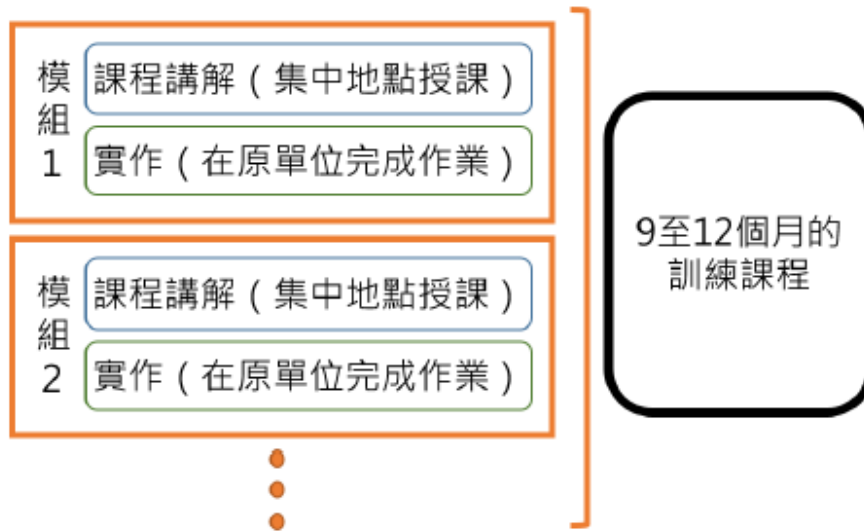 模組1
課程講解（集中地點授課）
實作（在原單位完成作業）
模組2
課程講解（集中地點授課）
實作（在原單位完成作業）
9至12個月的
訓練課程